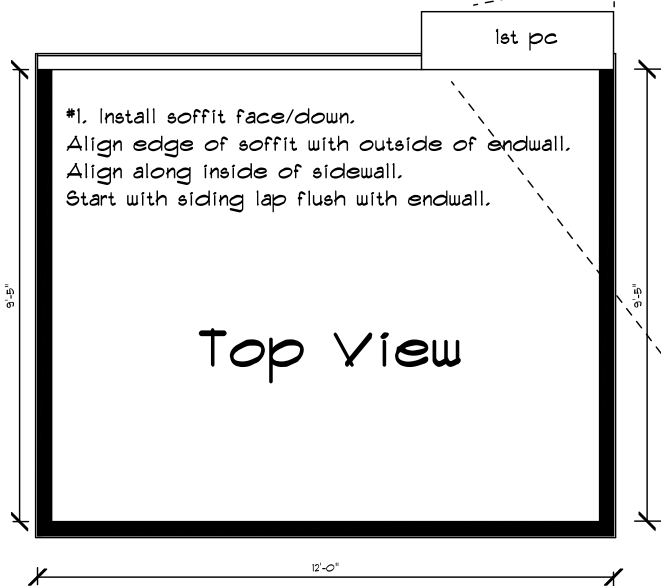 1st pc
#1. Install soffit face/down.
Align edge of soffit with outside of endwall.
Align along inside of sidewall.
Start with siding lap flush with endwall.
9'-5"
9'-5"
Top View
12'-0"